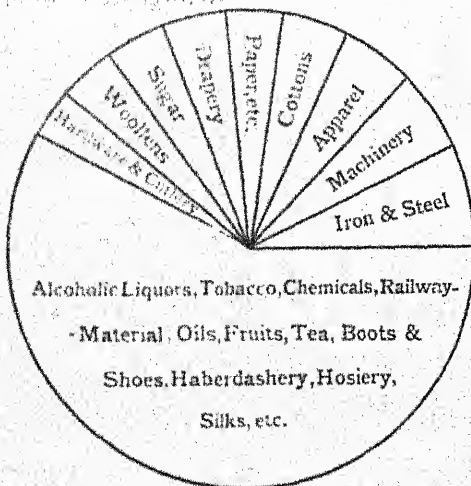 Hardware & Cutlery
Woollens
Sugar
Drapery
Paper, etc.
Cottons
Apparel
Machinery
Iron & Steel
Alcoholic Liquors, Tobacco, Chemicals, Railway-
-Material, Oils, Fruits, Tea, Boots &
Shoes, Haberdashery, Hosiery,
Silks, etc.